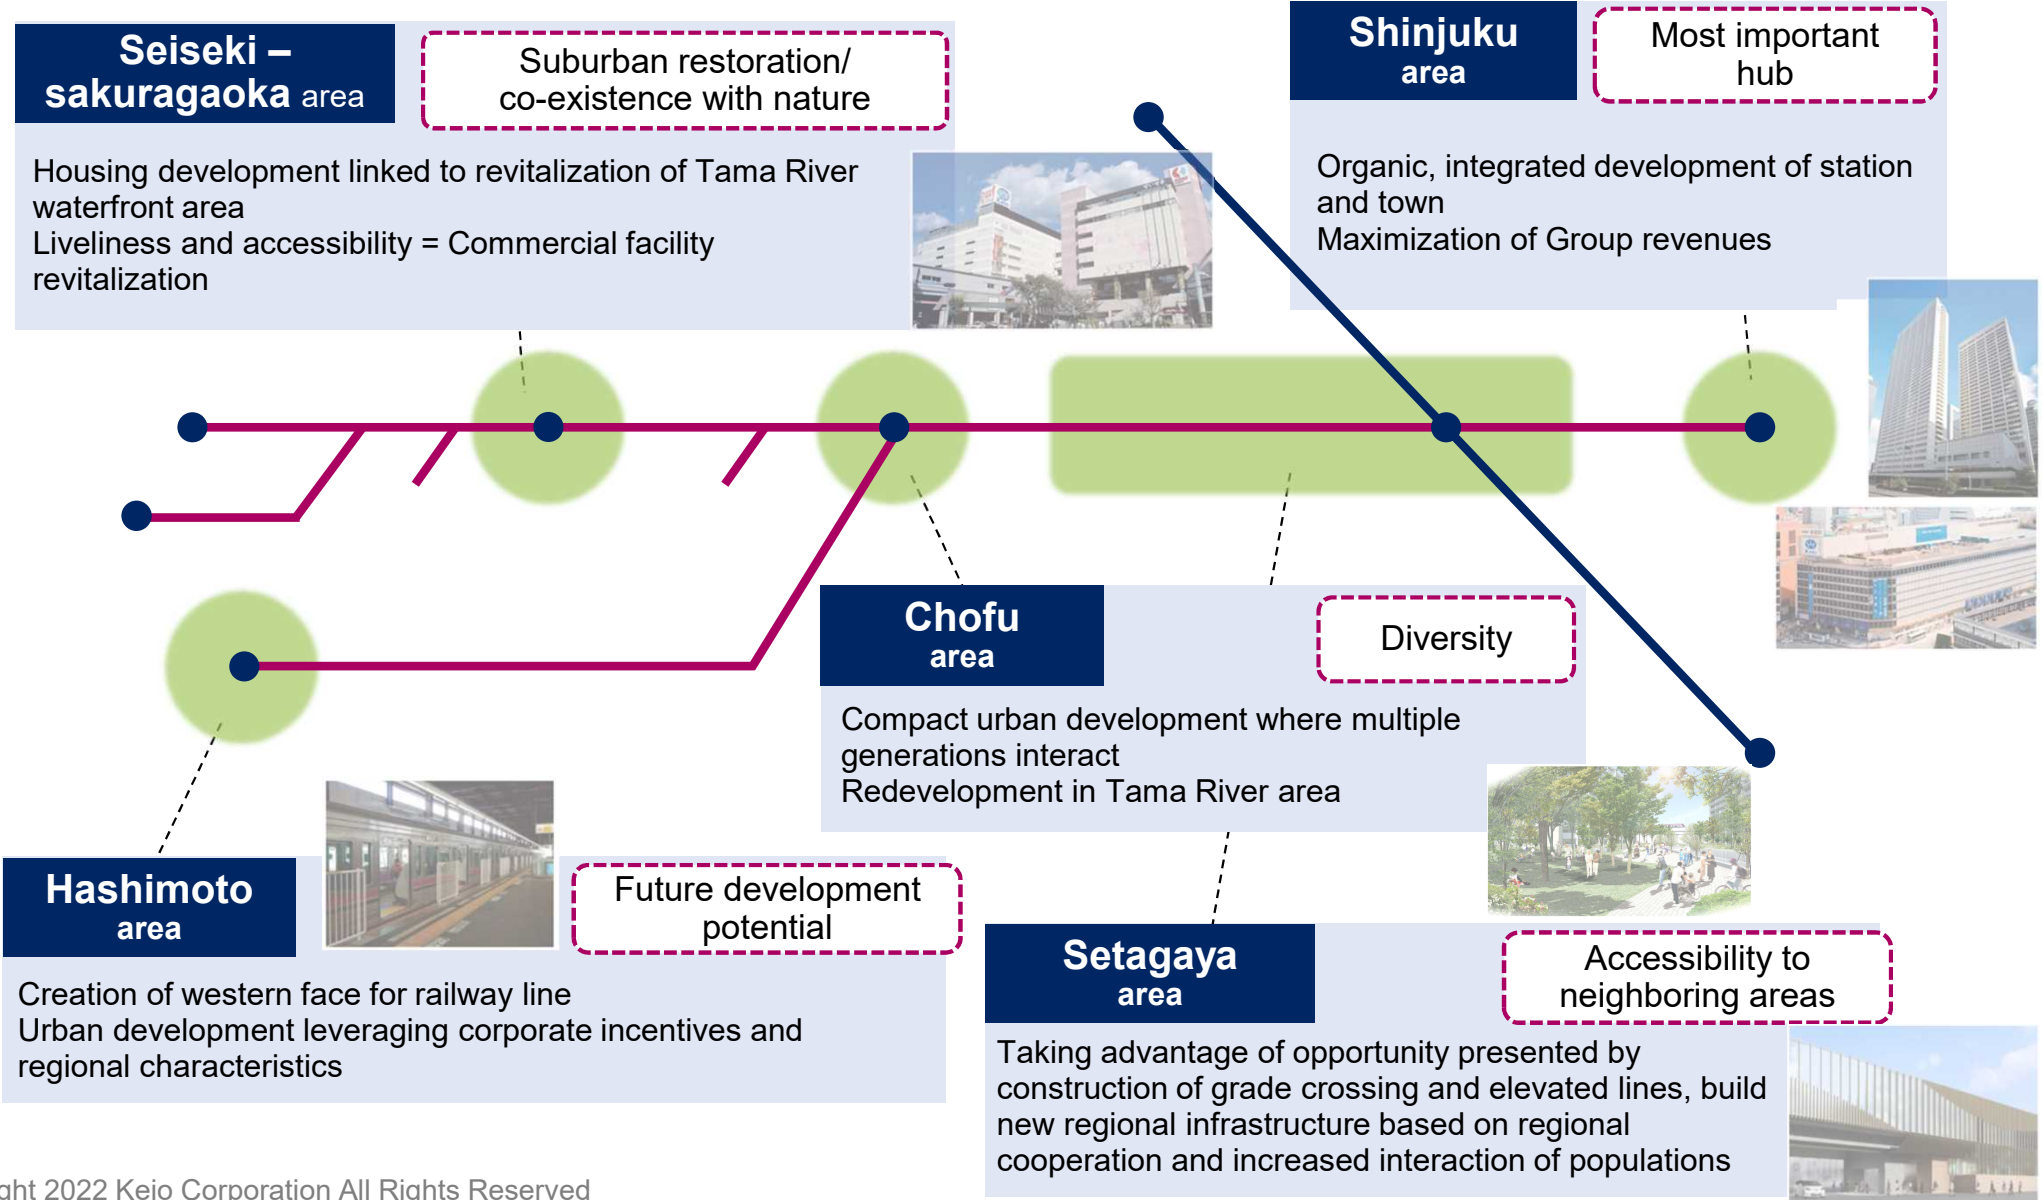 Seiseki –
sakuragaoka area
Suburban restoration/
co-existence with nature
Housing development linked to revitalization of Tama River
waterfront area
Liveliness and accessibility = Commercial facility
revitalization
Shinjuku
area
Most important
hub
Organic, integrated development of station
and town
Maximization of Group revenues
Chofu
area
Diversity
Compact urban development where multiple
generations interact
Redevelopment in Tama River area
Hashimoto
area
Future development
potential
Creation of western face for railway line
Urban development leveraging corporate incentives and
regional characteristics
Setagaya
area
Accessibility to
neighboring areas
Taking advantage of opportunity presented by
construction of grade crossing and elevated lines, build
new regional infrastructure based on regional
cooperation and increased interaction of populations
ght 2022 Keio Corporation All Rights Reserved